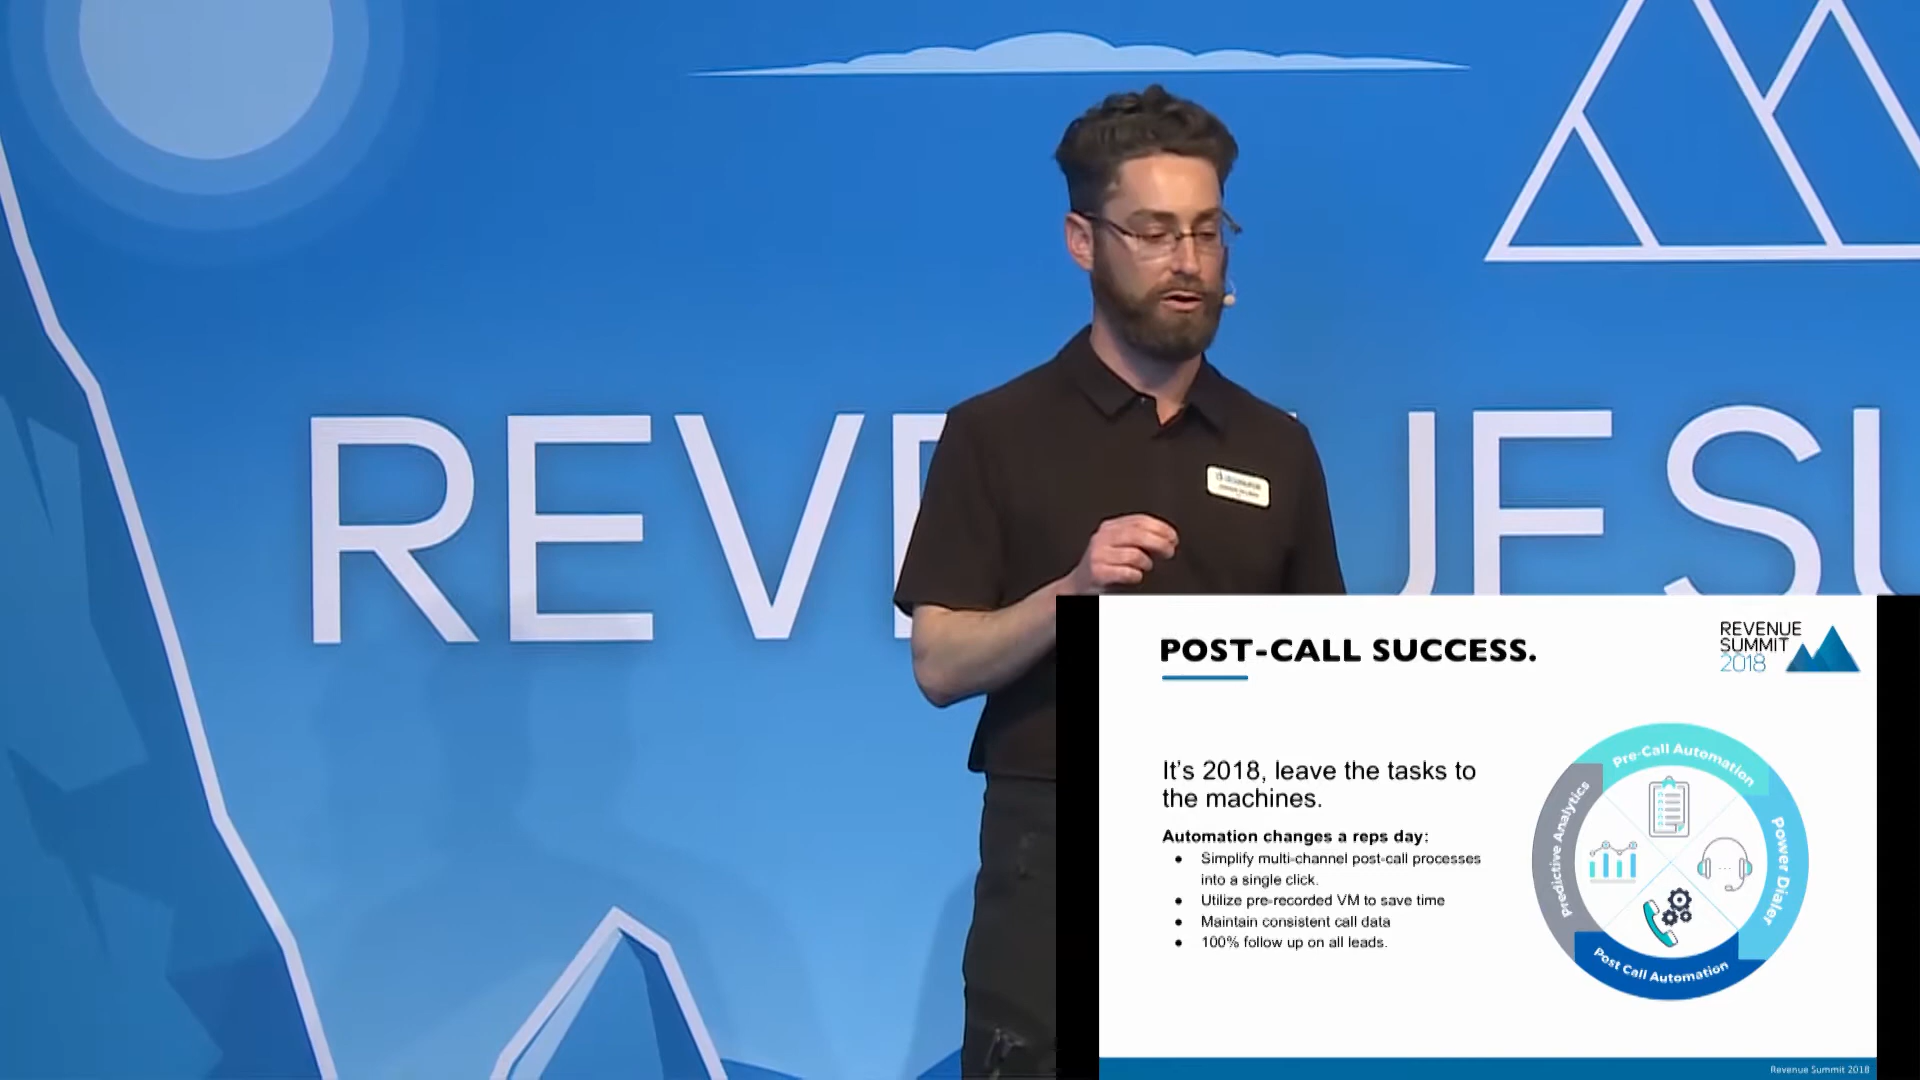 REVE
UE SU
POST-CALL SUCCESS.
REVENUE
SUMMIT
2018
It's 2018, leave the tasks to
the machines.
Automation changes a reps day:
• Simplify multi-channel post-call processes
into a single click.
• Utilize pre-recorded VM to save time
• Maintain consistent call data
• 100% follow up on all leads.
Pre-Call Automation
Power Dialer
Post Call Automation
Predictive Analytics
Revenue Summit 2018